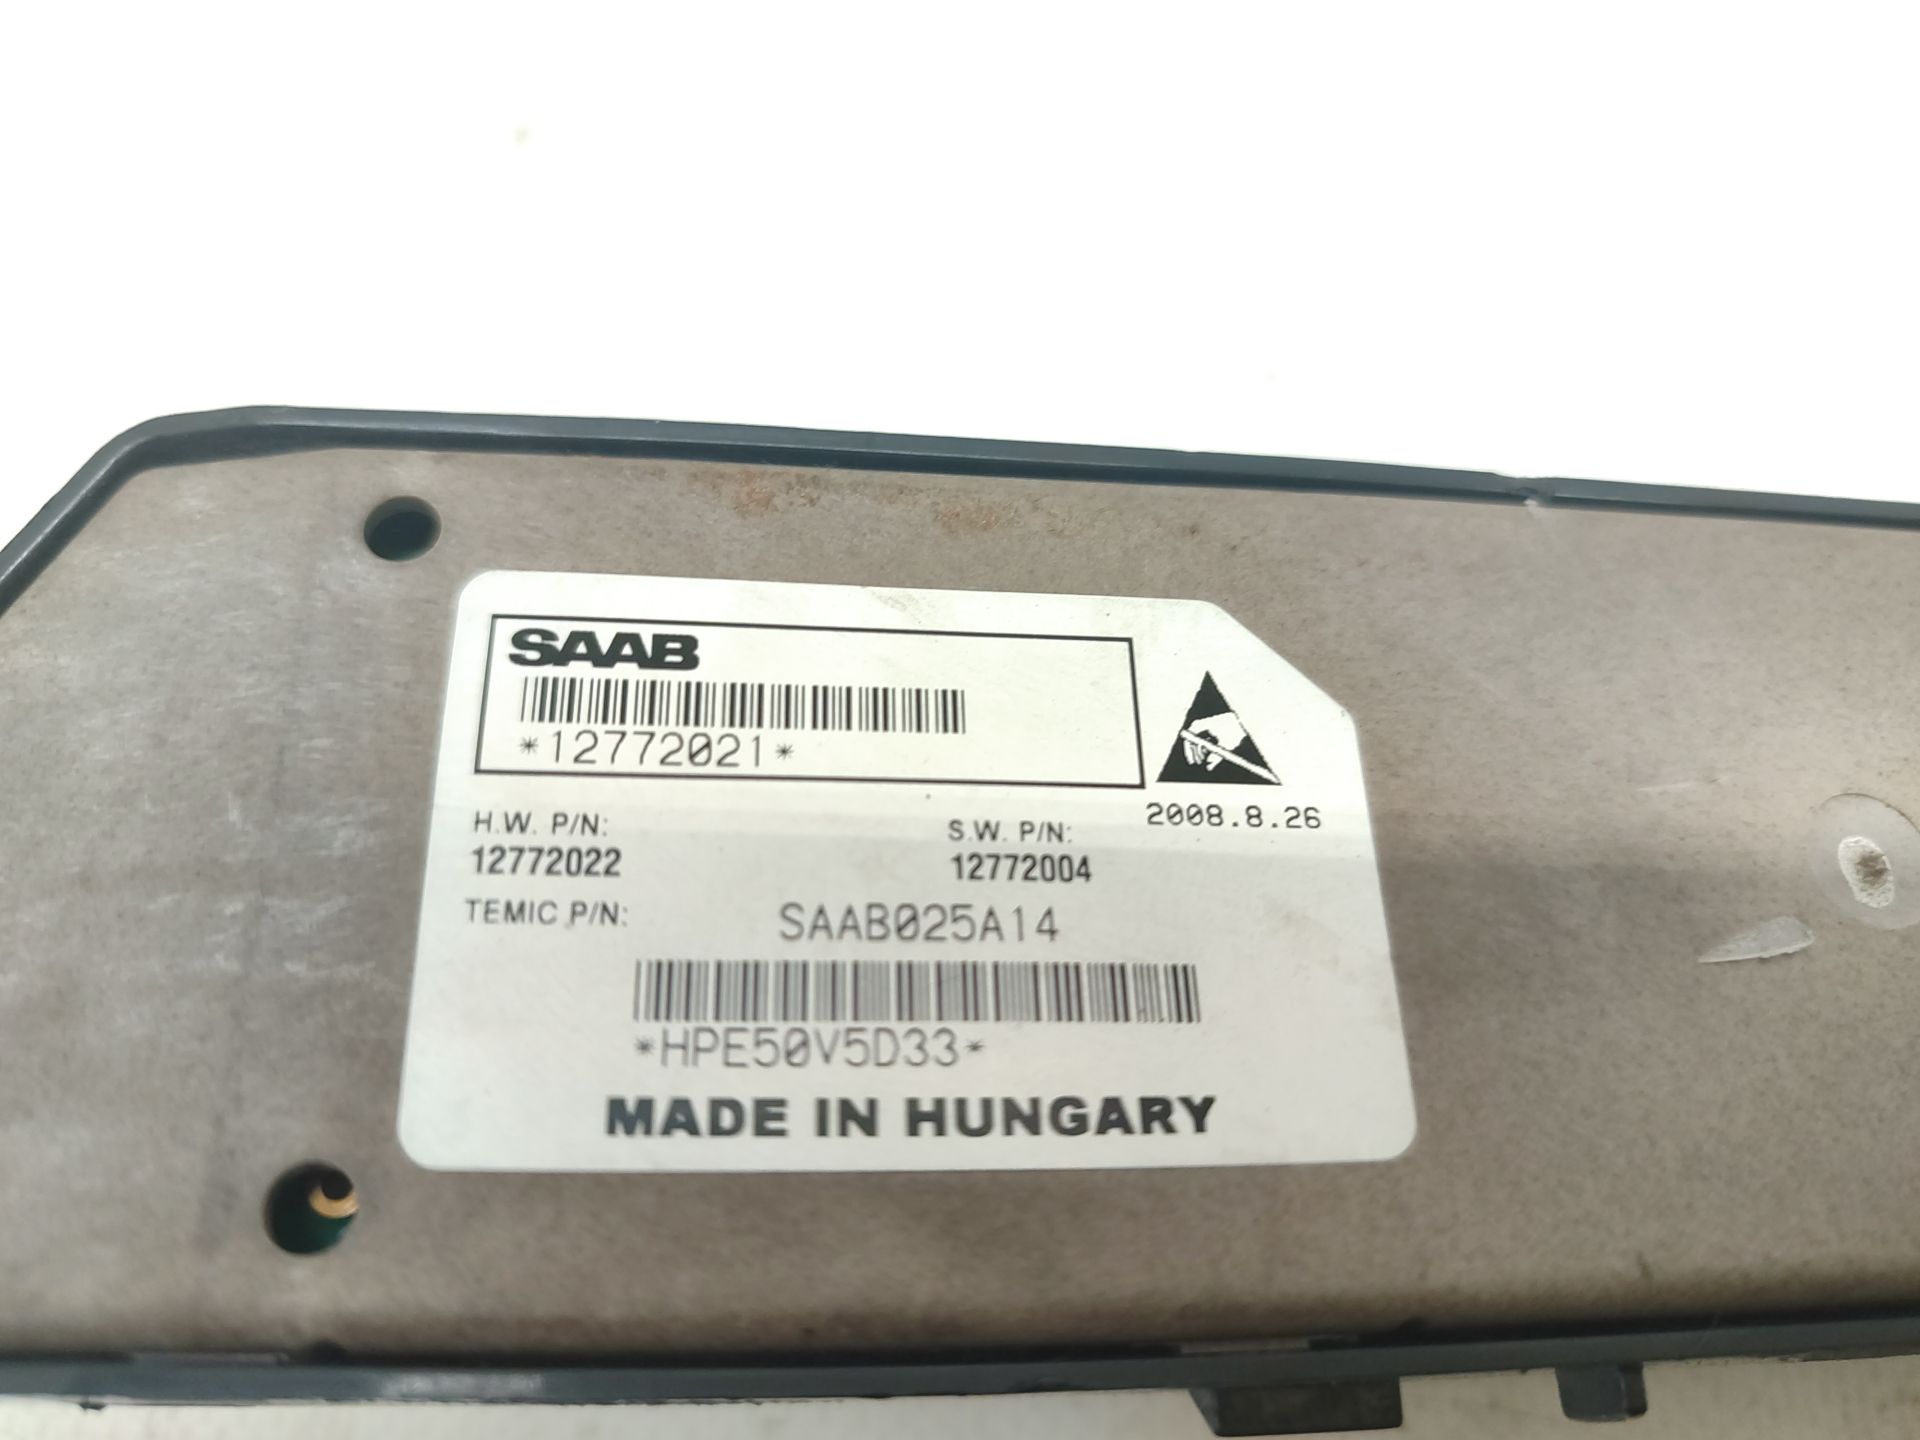 SAAB
*12772021*
2008.8.26
H.W. P/N:
12772022
S.W. P/N:
12772004
TEMIC P/N: SAAB025A14
*HPE50V5D33*
MADE IN HUNGARY